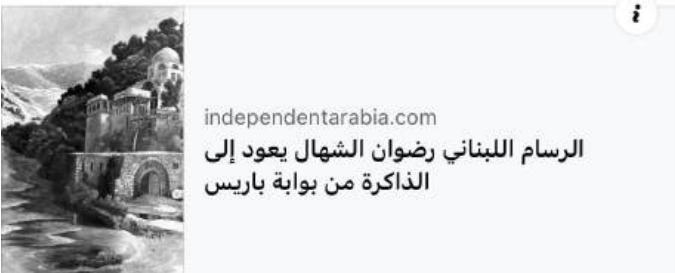 independentarabia.com
الرسام اللبناني رضوان الشهال يعود إلى
الذاكرة من بوابة باريس